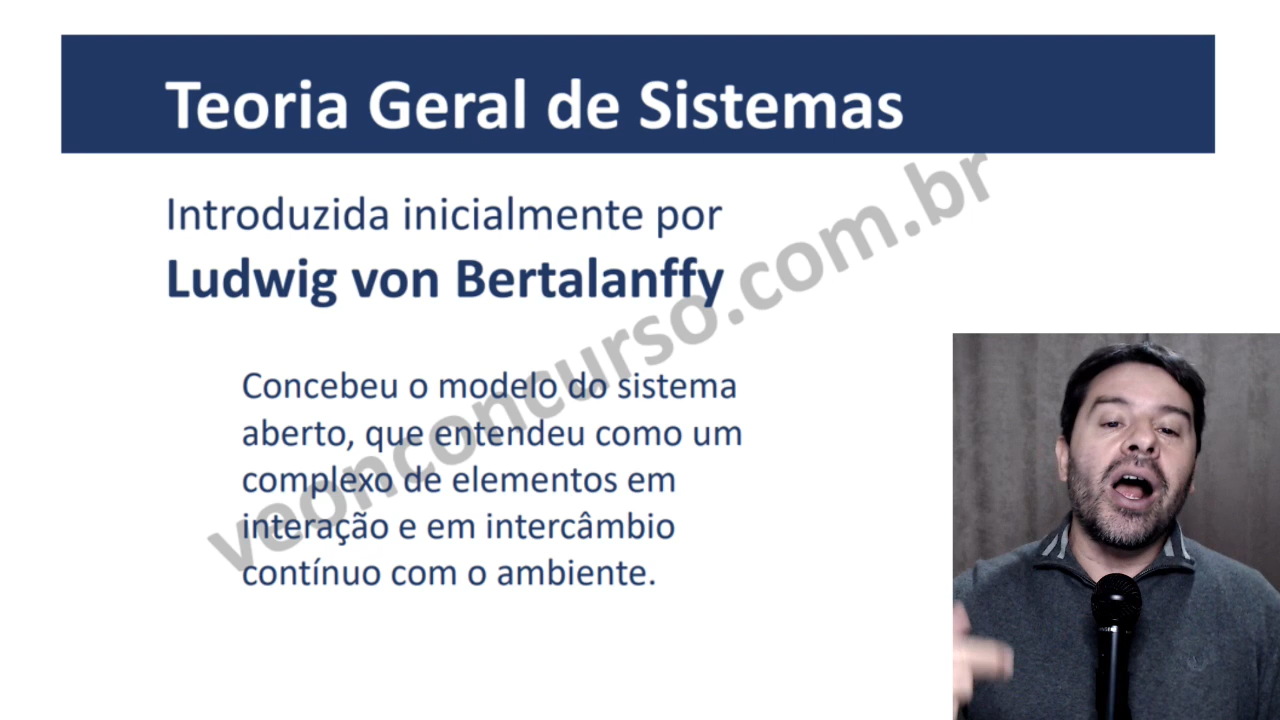 Teoria Geral de Sistemas
Introduzida inicialmente por
Ludwig von Bertalanffy
Concebeu o modelo do sistema
aberto, que entendeu como um
complexo de elementos em
interação e em intercâmbio
contínuo com o ambiente.
veonconcurso.com.br